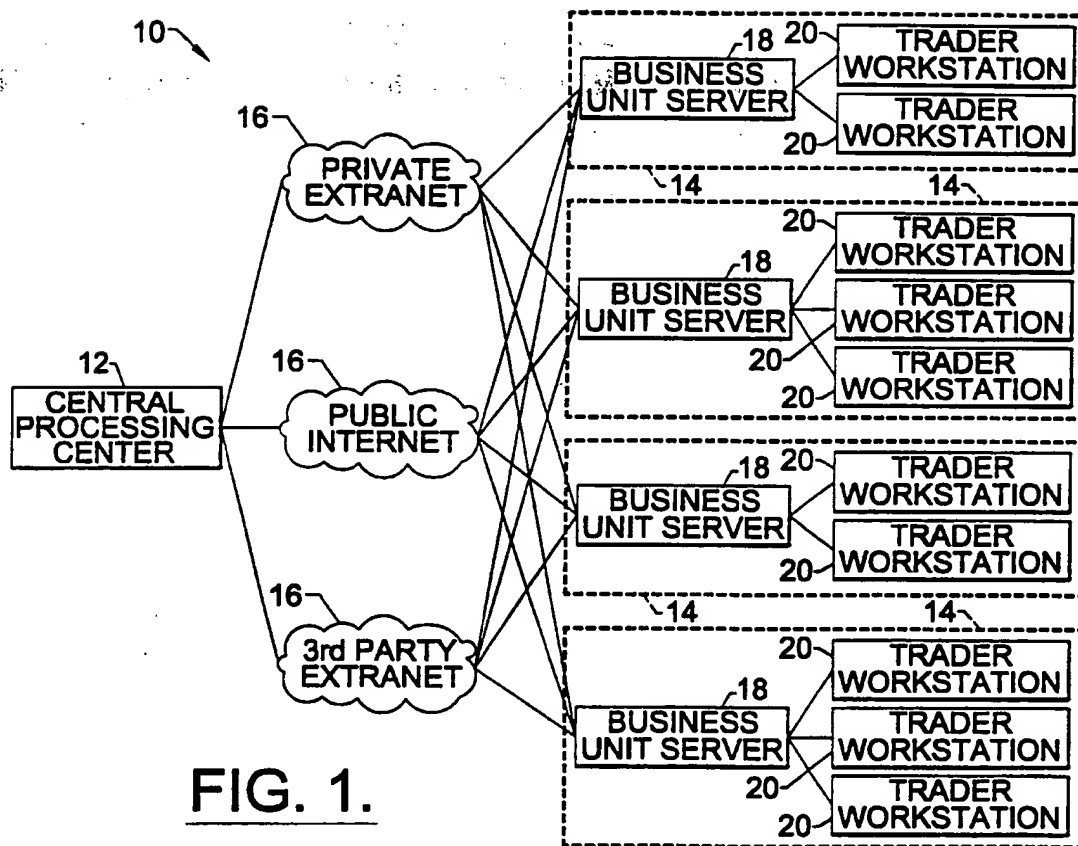 10
16
PRIVATE
EXTRANET
12
CENTRAL
PROCESSING
CENTER
16
PUBLIC
INTERNET
16
3rd PARTY
EXTRANET
18
BUSINESS
UNIT SERVER
20
TRADER
WORKSTATION
20
TRADER
WORKSTATION
14
14
18
BUSINESS
UNIT SERVER
20
TRADER
WORKSTATION
20
TRADER
WORKSTATION
20
TRADER
WORKSTATION
18
BUSINESS
UNIT SERVER
20
TRADER
WORKSTATION
20
TRADER
WORKSTATION
14
14
18
BUSINESS
UNIT SERVER
20
TRADER
WORKSTATION
20
TRADER
WORKSTATION
20
TRADER
WORKSTATION
FIG. 1.